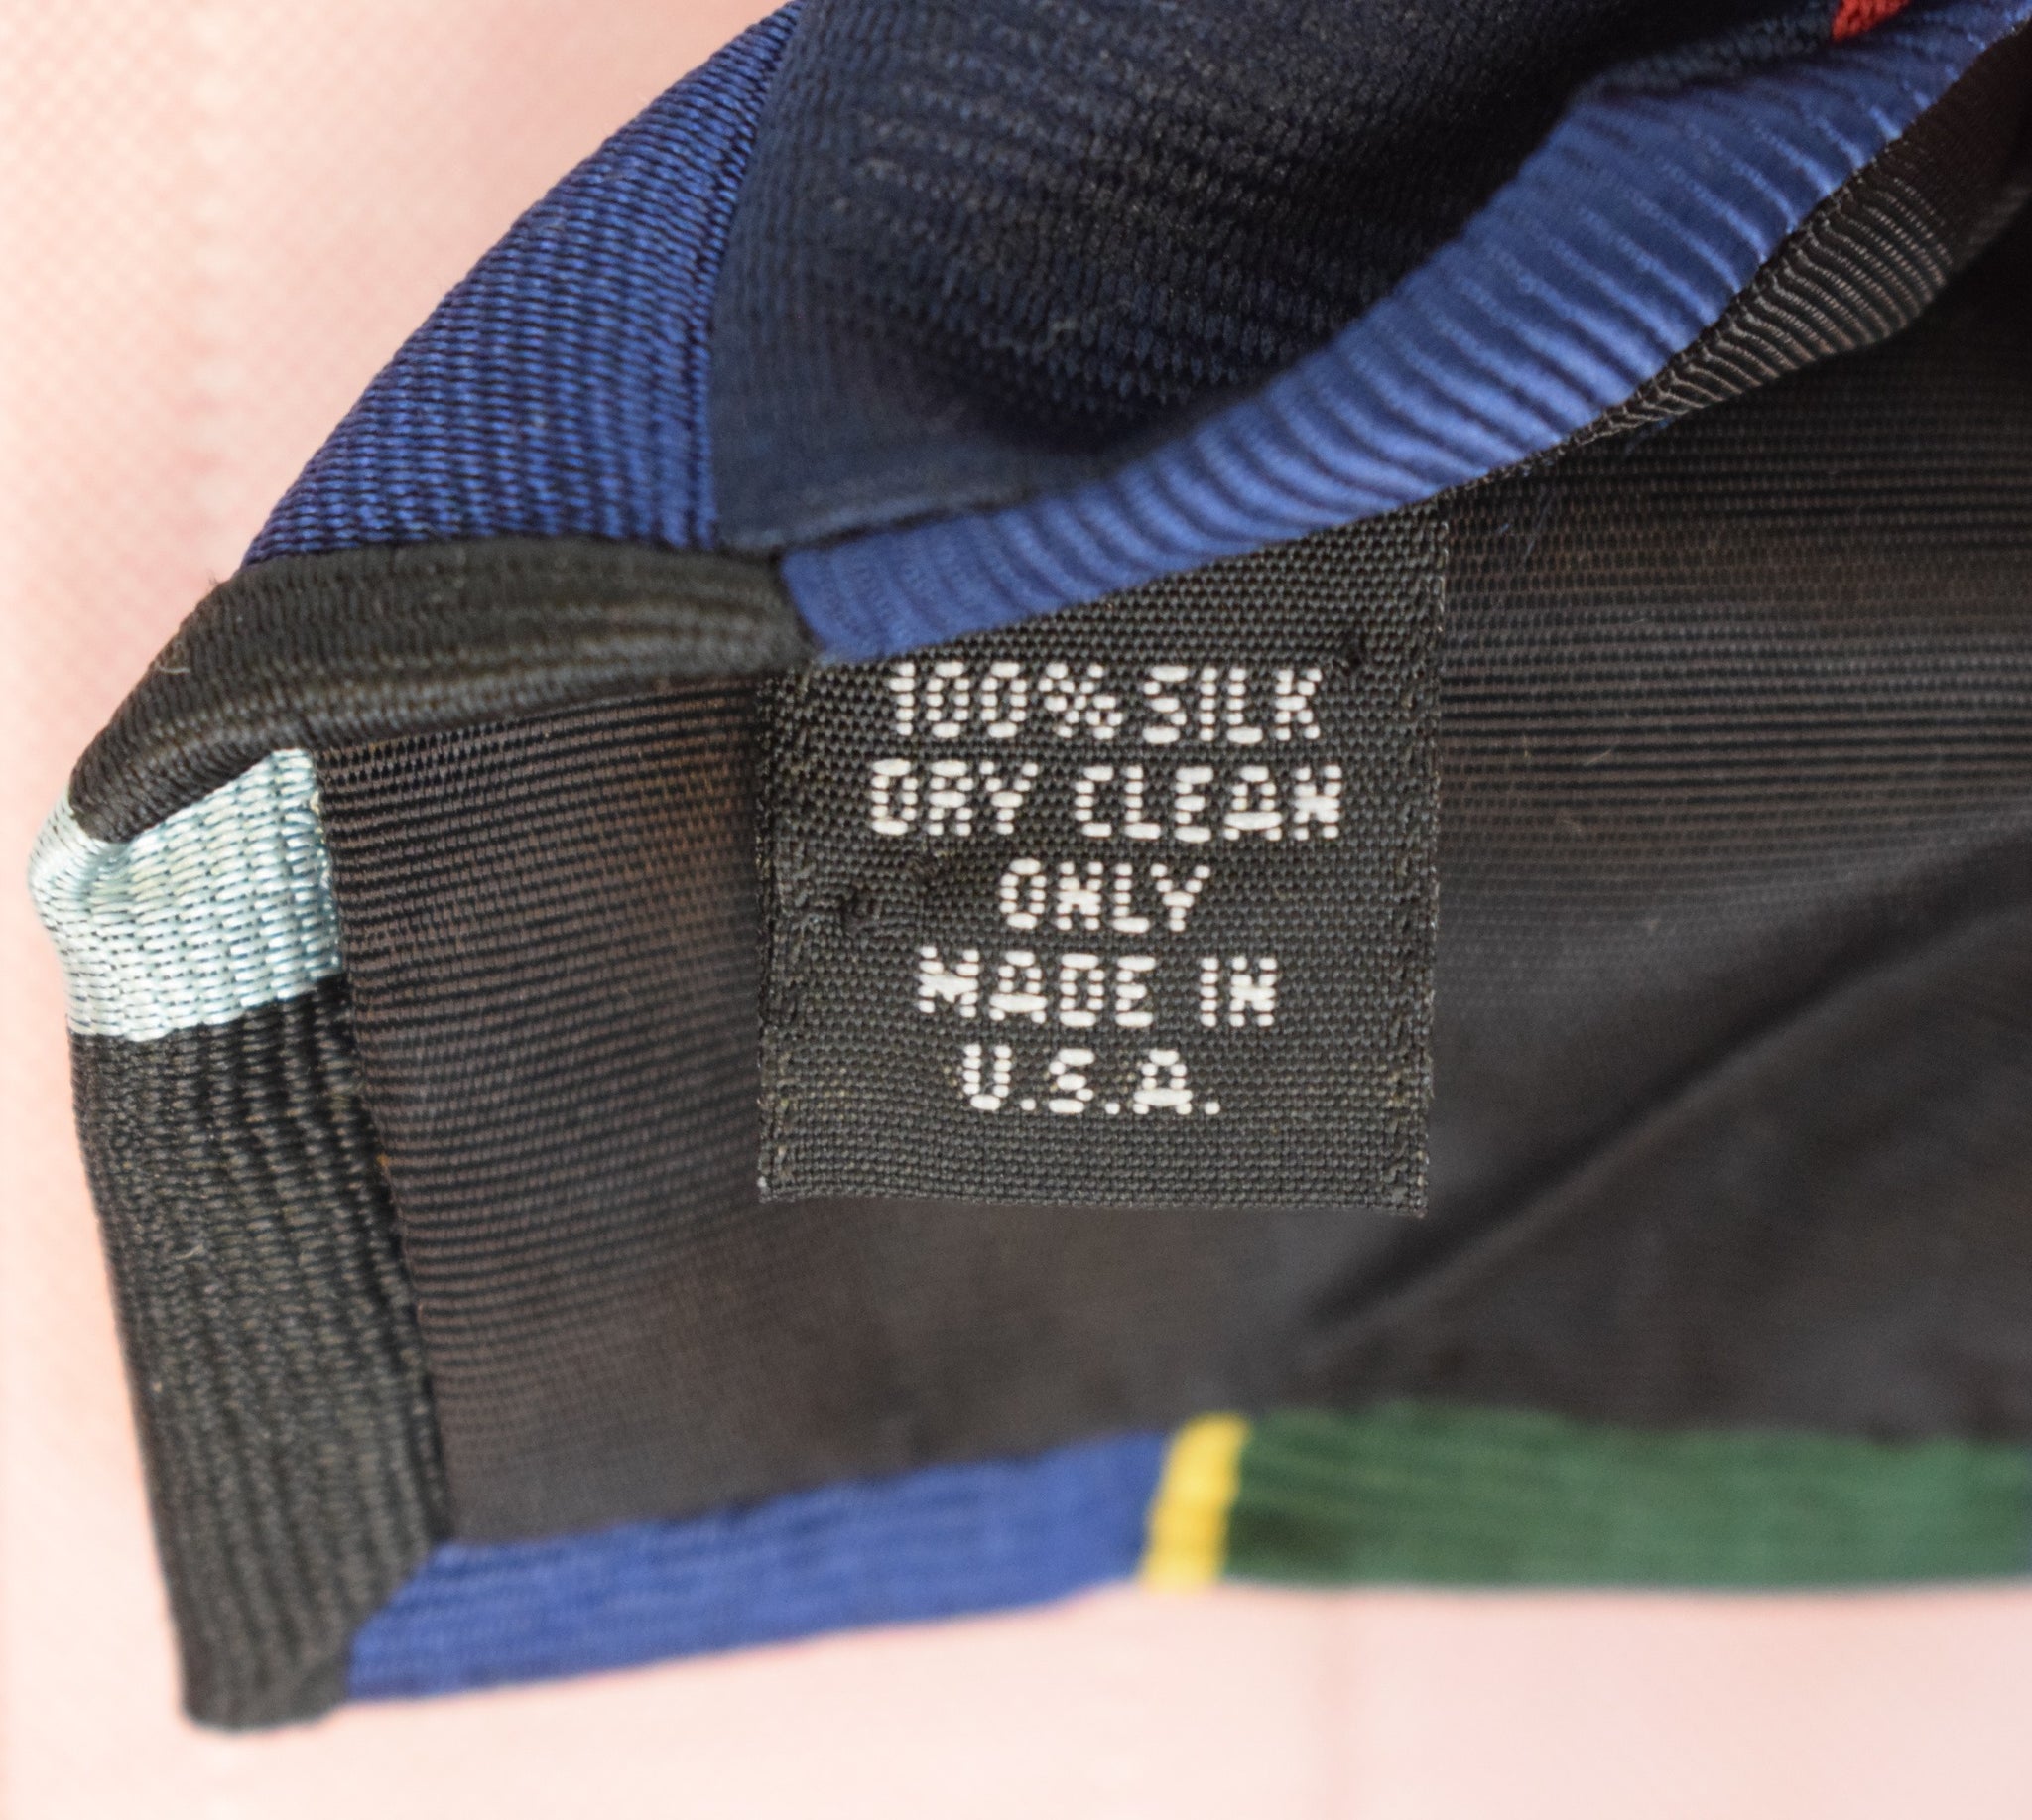 100% SILK
DRY CLEAN
ONLY
MADE IN
U.S.A.